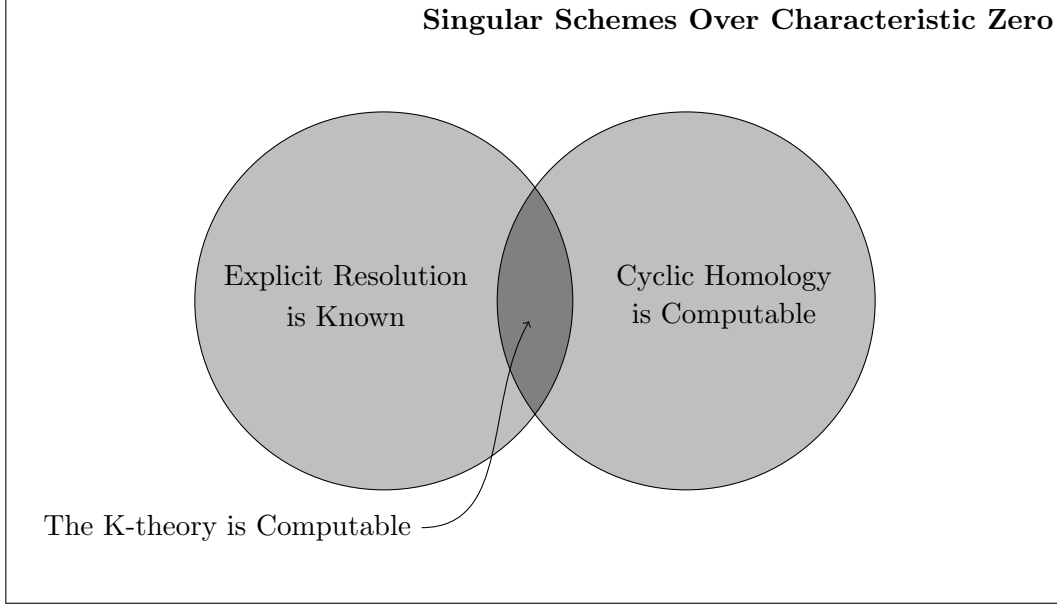 Singular Schemes Over Characteristic Zero
Explicit Resolution
is Known
Cyclic Homology
is Computable
The K-theory is Computable